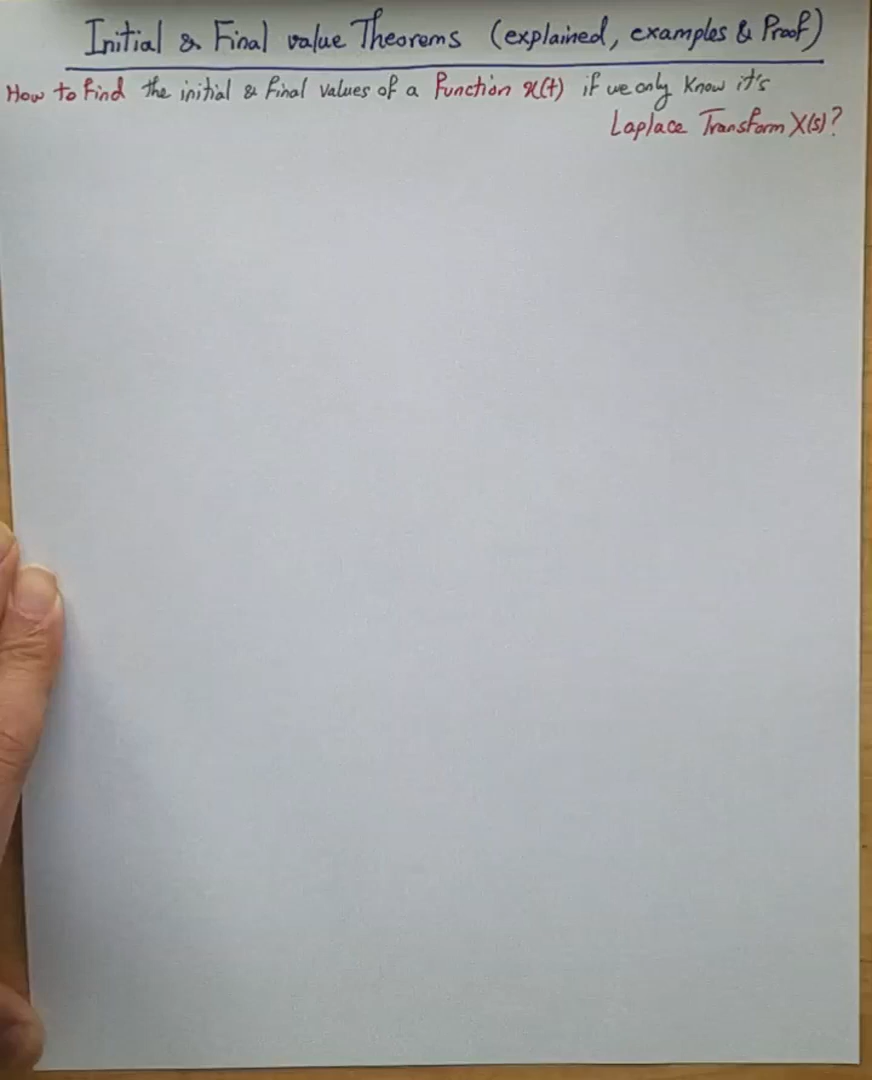 Initial & Final value Theorems (explained, examples & Proof)
How to find the initial & final values of a function x(t) if we only know it's
Laplace Transform X(s)?